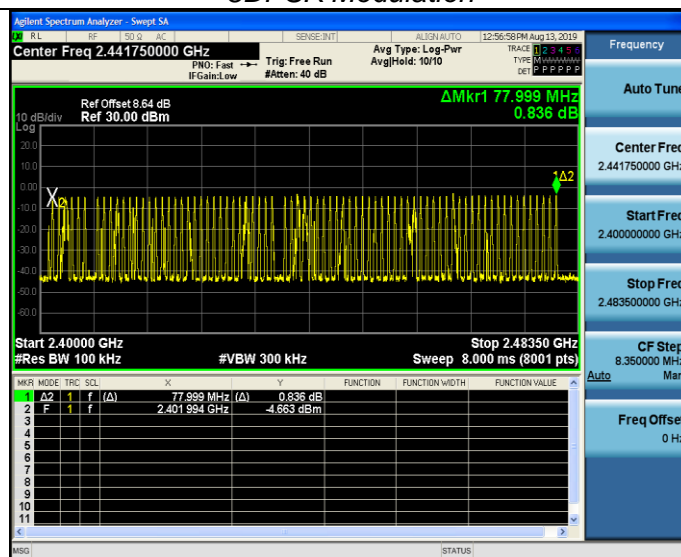 Agilent Spectrum Analyzer - Swept SA
RL RF 50 Ω AC SENSE:INT ALIGN AUTO 12:56:58 PM Aug 13, 2019
Center Freq 2.441750000 GHz
PNO: Fast
IFGain:Low
Trig: Free Run
#Atten: 40 dB
Avg Type: Log-Pwr
Avg|Hold: 10/10
TRACE 1 2 3 4 5 6
TYPE M
DET P P P P P P
Ref Offset 8.64 dB
Ref 30.00 dBm
10 dB/div
Log
ΔMkr1 77.999 MHz
0.836 dB
20.0
10.0
0.00
-10.0
-20.0
-30.0
-40.0
-50.0
-60.0
X2
1Δ2
Start 2.40000 GHz
Stop 2.48350 GHz
#Res BW 100 kHz
#VBW 300 kHz
Sweep 8.000 ms (8001 pts)
MKR MODE TRC SCL X Y FUNCTION FUNCTION WIDTH FUNCTION VALUE
1 Δ2 1 f (Δ) 77.999 MHz (Δ) 0.836 dB
2 F 1 f 2.401 994 GHz -4.663 dBm
3
4
5
6
7
8
9
10
11
MSG STATUS
Frequency
Auto Tune
Center Freq
2.441750000 GHz
Start Freq
2.400000000 GHz
Stop Freq
2.483500000 GHz
CF Step
8.350000 MHz
Auto Man
Freq Offset
0 Hz